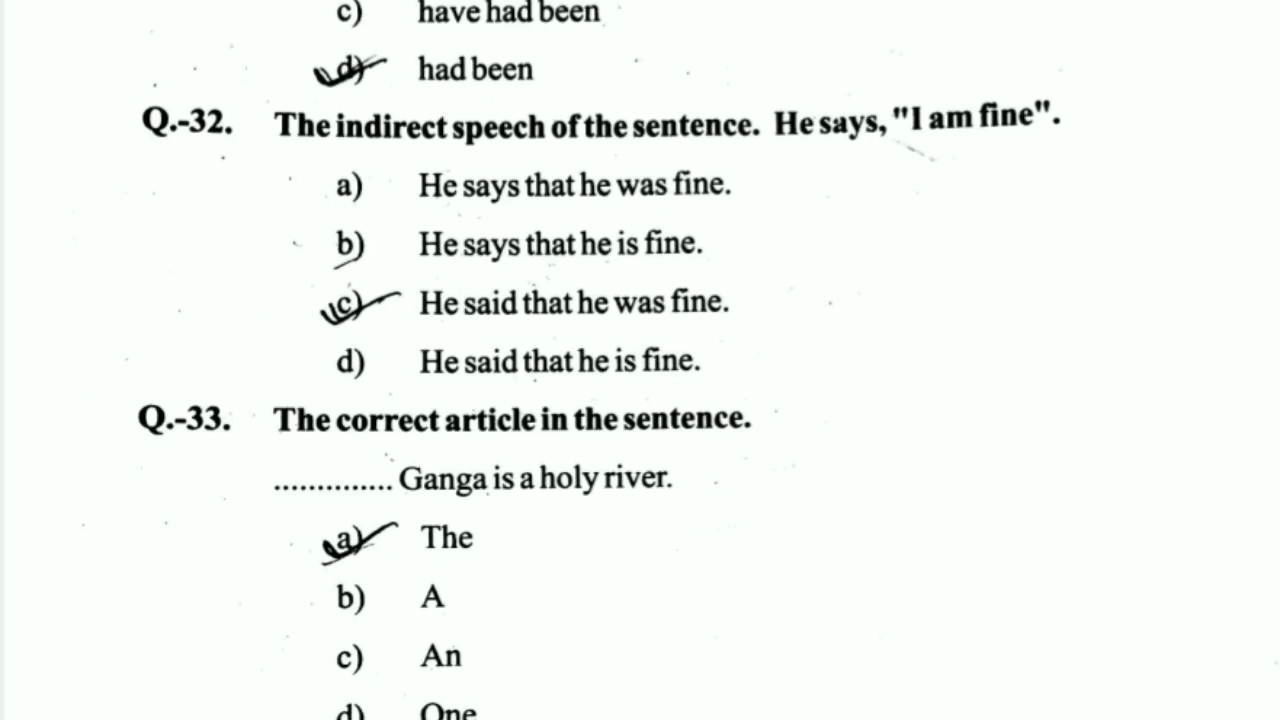 c) have had been
d) had been
Q.-32. The indirect speech of the sentence. He says, "I am fine".
a) He says that he was fine.
b) He says that he is fine.
c) He said that he was fine.
d) He said that he is fine.
Q.-33. The correct article in the sentence.
.............. Ganga is a holy river.
a) The
b) A
c) An
d) One